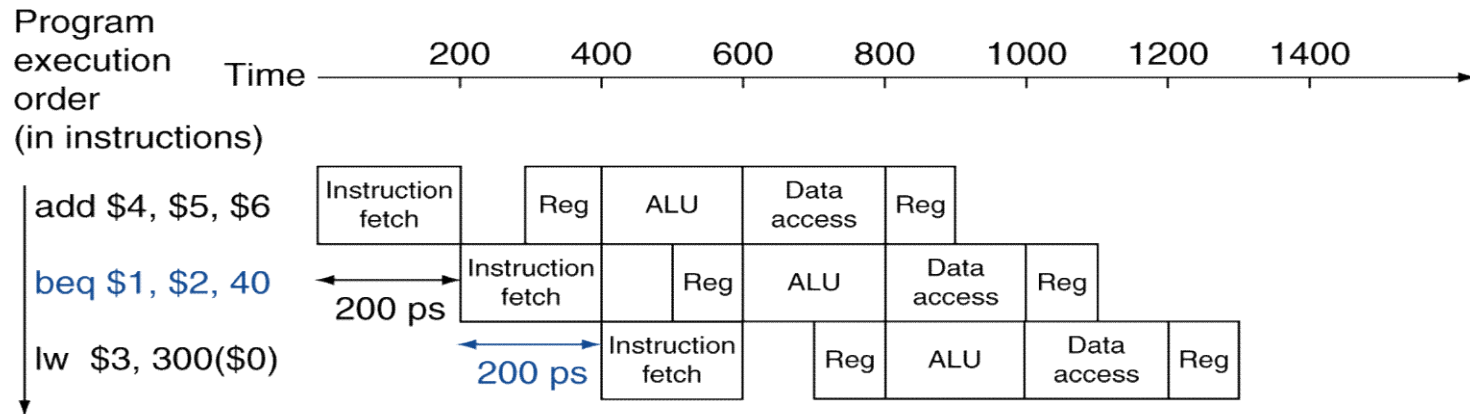 Program
execution
order
(in instructions)
Time
200 400 600 800 1000 1200 1400
add $4, $5, $6
Instruction
fetch
Reg
ALU
Data
access
Reg
beq $1, $2, 40
200 ps
Instruction
fetch
Reg
ALU
Data
access
Reg
lw $3, 300($0)
200 ps
Instruction
fetch
Reg
ALU
Data
access
Reg